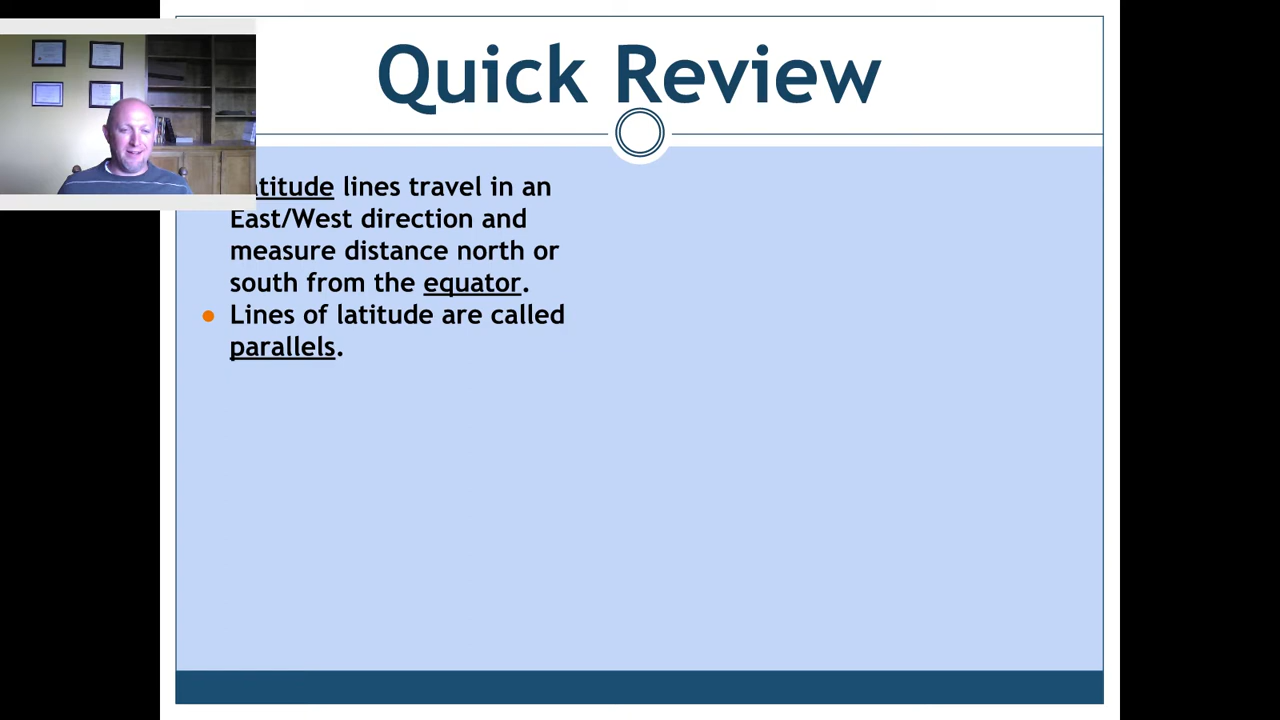 Quick Review
atitude lines travel in an
East/West direction and
measure distance north or
south from the equator.
● Lines of latitude are called
parallels.